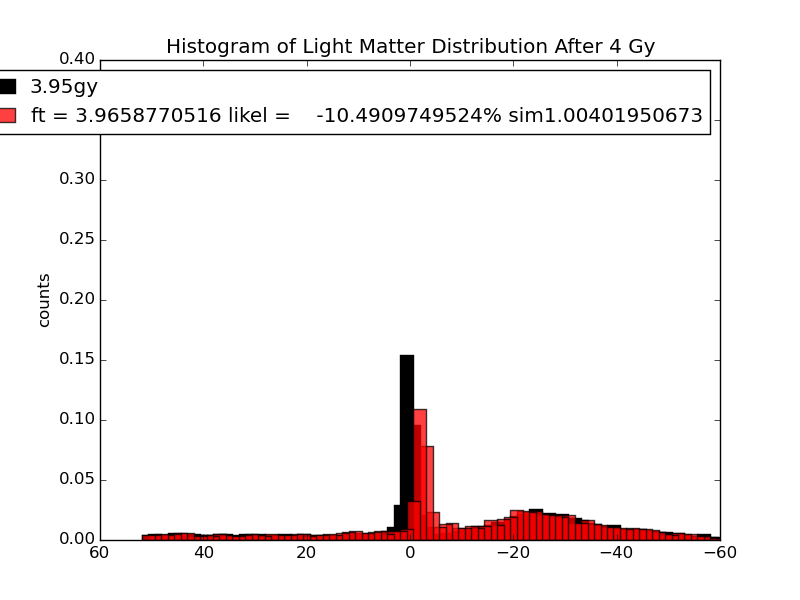 Histogram of Light Matter Distribution After 4 Gy
0.40
3.95gy
ft = 3.9658770516 likel = -10.4909749524% sim1.00401950673
0.30
0.25
0.20
0.15
0.10
0.05
0.00
counts
60 40 20 0 −20 −40 −60